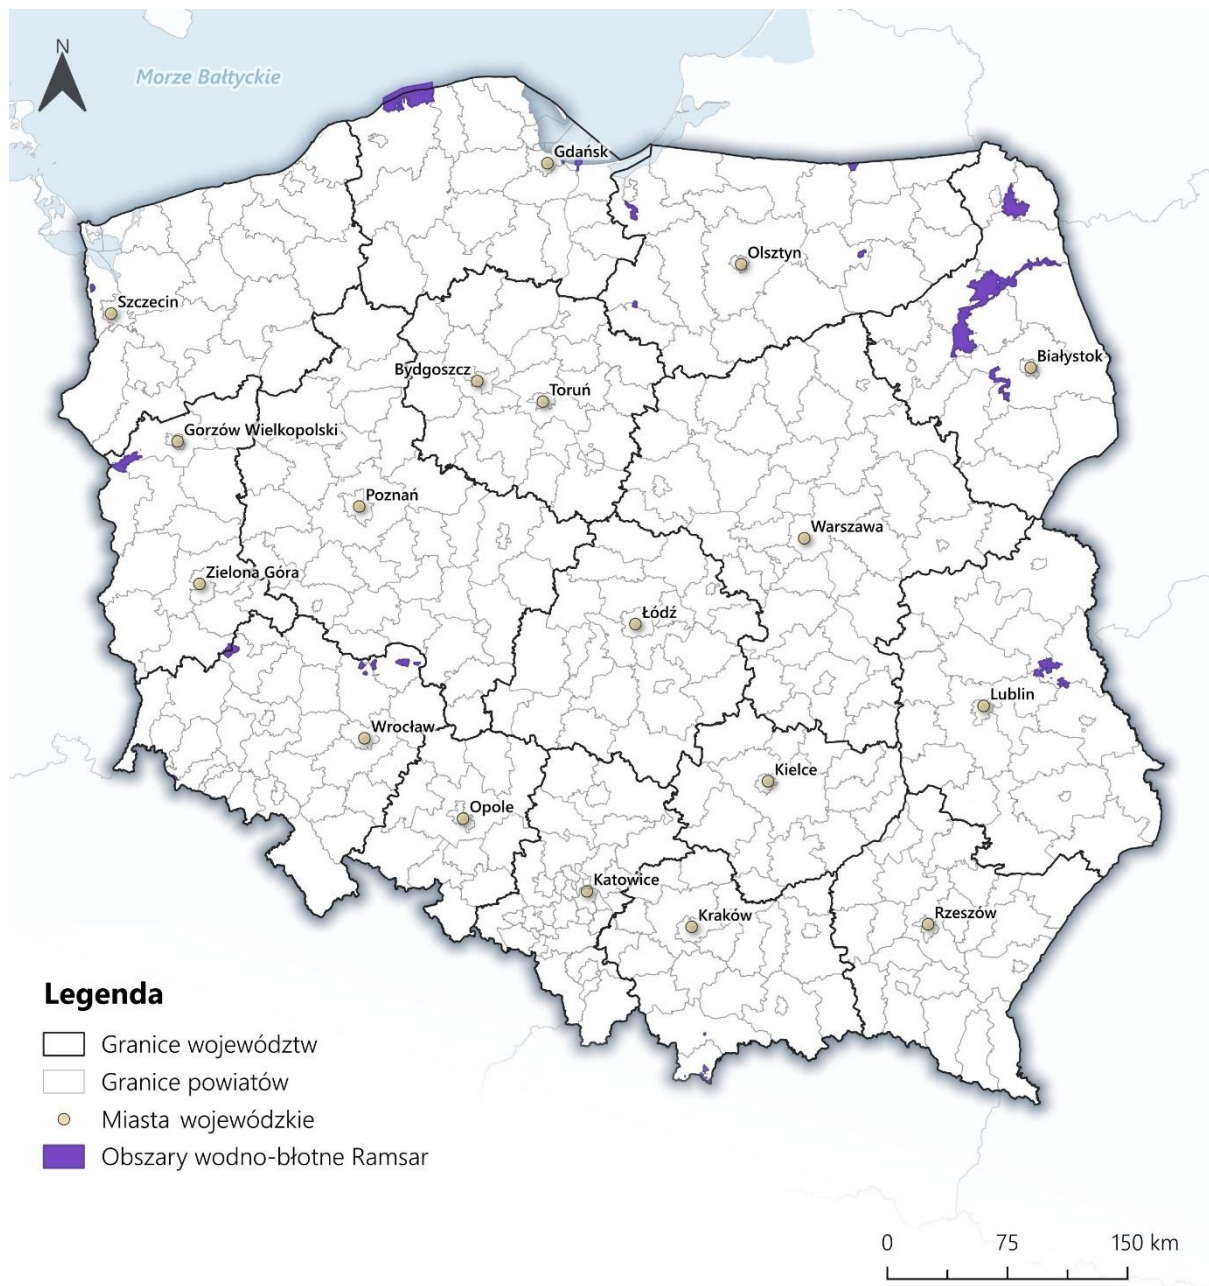 N
Morze Bałtyckie
Gdańsk
Olsztyn
Szczecin
Białystok
Bydgoszcz
Toruń
Gorzów Wielkopolski
Poznań
Warszawa
Zielona Góra
Łódź
Lublin
Wrocław
Kielce
Opole
Katowice
Kraków
Rzeszów
Legenda
Granice województw
Granice powiatów
Miasta wojewódzkie
Obszary wodno-błotne Ramsar
0 75 150 km